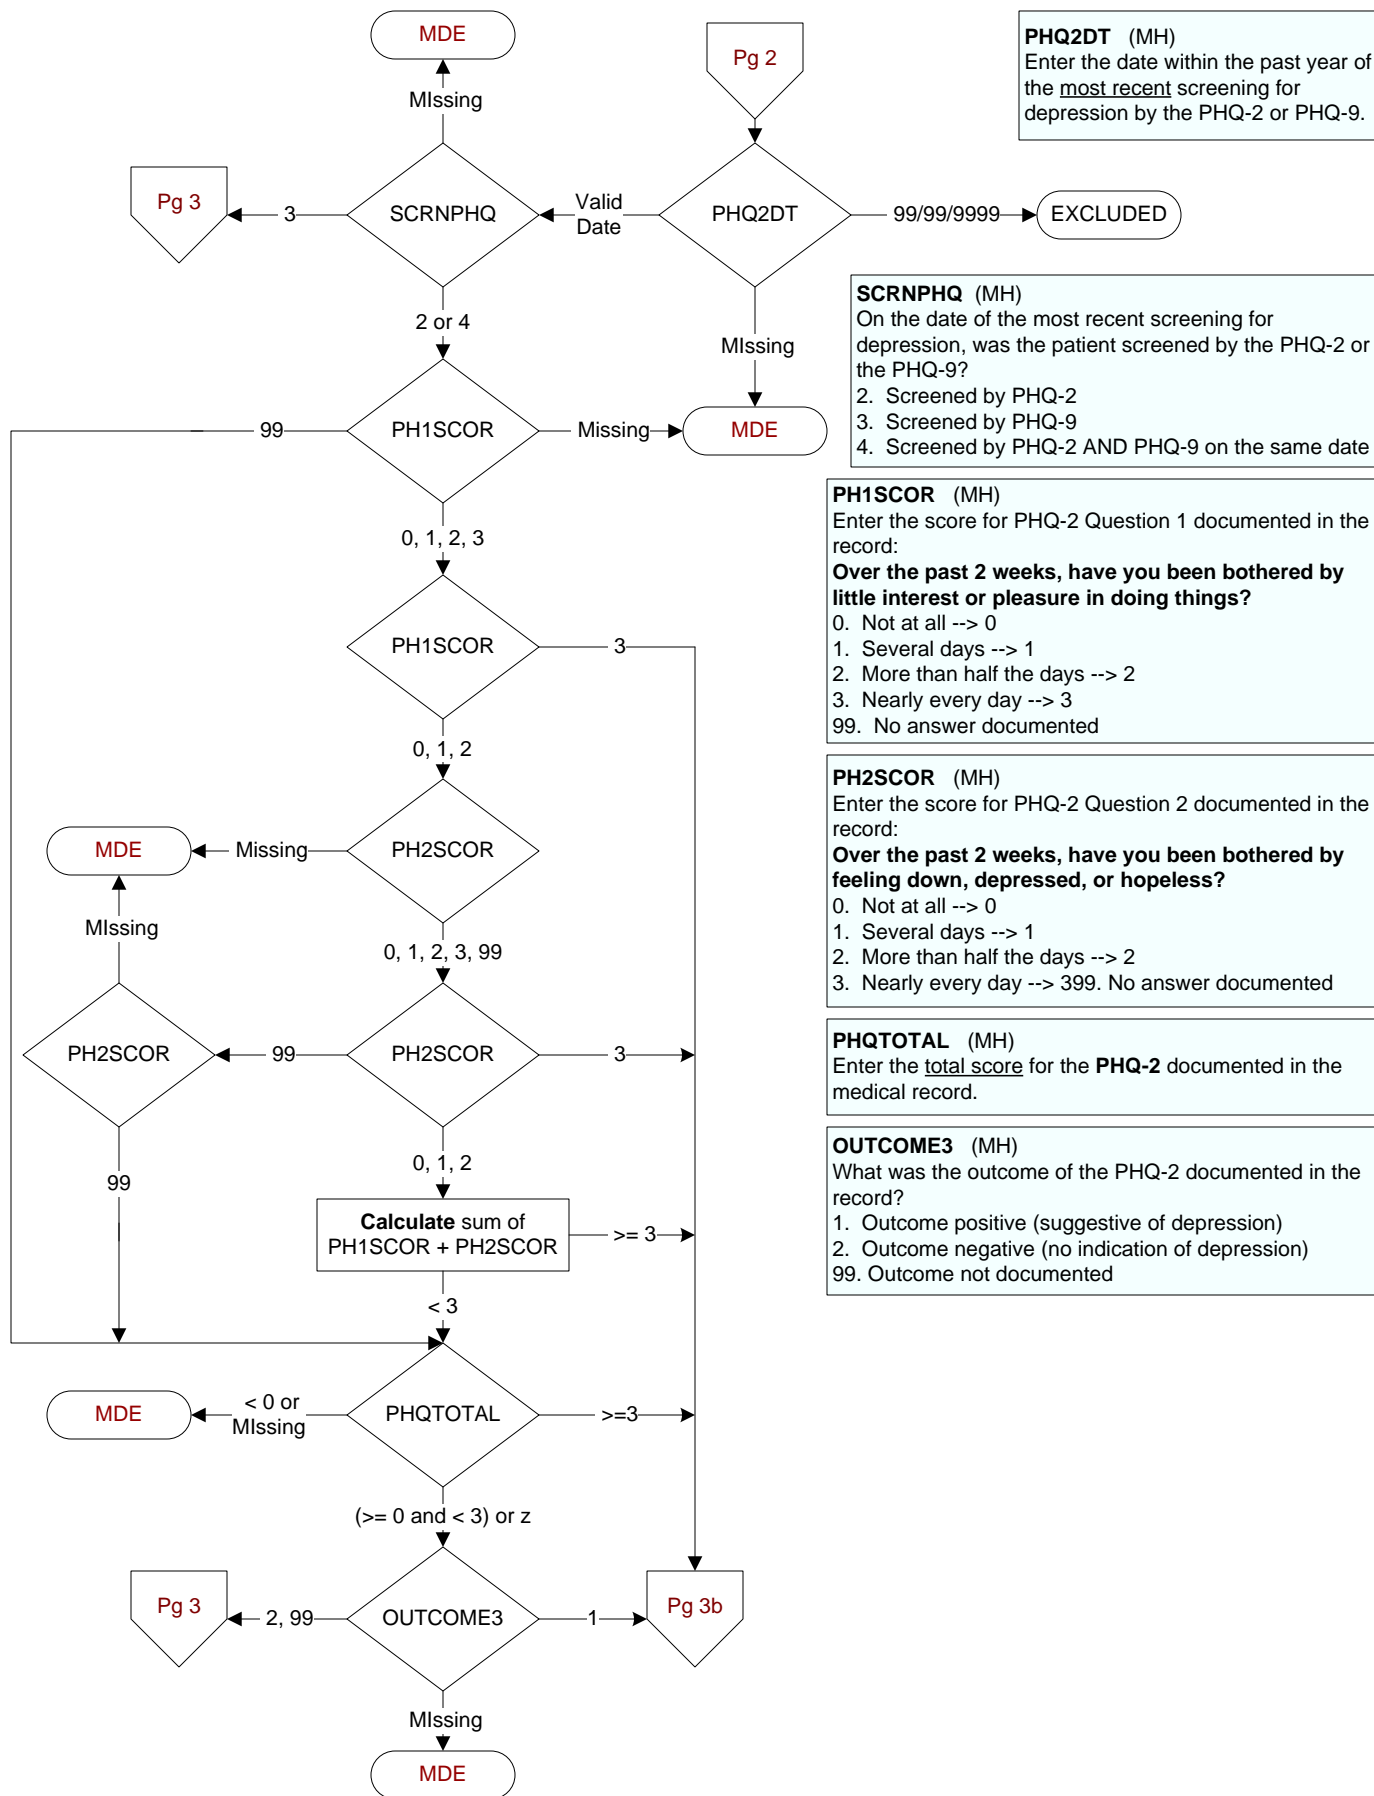 MDE
Pg 2
PHQ2DT (MH)
Enter the date within the past year of
the most recent screening for
depression by the PHQ-2 or PHQ-9.
MIssing
Pg 3
3
SCRNPHQ
Valid
Date
PHQ2DT
99/99/9999
EXCLUDED
2 or 4
MIssing
SCRNPHQ (MH)
On the date of the most recent screening for
depression, was the patient screened by the PHQ-2 or
the PHQ-9?
2. Screened by PHQ-2
3. Screened by PHQ-9
4. Screened by PHQ-2 AND PHQ-9 on the same date
99
PH1SCOR
Missing
MDE
0, 1, 2, 3
PH1SCOR (MH)
Enter the score for PHQ-2 Question 1 documented in the
record:
Over the past 2 weeks, have you been bothered by
little interest or pleasure in doing things?
0. Not at all --> 0
1. Several days --> 1
2. More than half the days --> 2
3. Nearly every day --> 3
99. No answer documented
PH1SCOR
3
0, 1, 2
PH2SCOR (MH)
Enter the score for PHQ-2 Question 2 documented in the
record:
Over the past 2 weeks, have you been bothered by
feeling down, depressed, or hopeless?
0. Not at all --> 0
1. Several days --> 1
2. More than half the days --> 2
3. Nearly every day --> 399. No answer documented
MDE
Missing
PH2SCOR
MIssing
0, 1, 2, 3, 99
PH2SCOR
99
PH2SCOR
3
PHQTOTAL (MH)
Enter the total score for the PHQ-2 documented in the
medical record.
0, 1, 2
99
Calculate sum of
PH1SCOR + PH2SCOR
>= 3
OUTCOME3 (MH)
What was the outcome of the PHQ-2 documented in the
record?
1. Outcome positive (suggestive of depression)
2. Outcome negative (no indication of depression)
99. Outcome not documented
< 3
MDE
< 0 or
MIssing
PHQTOTAL
>=3
(>= 0 and < 3) or z
Pg 3
2, 99
OUTCOME3
1
Pg 3b
MIssing
MDE